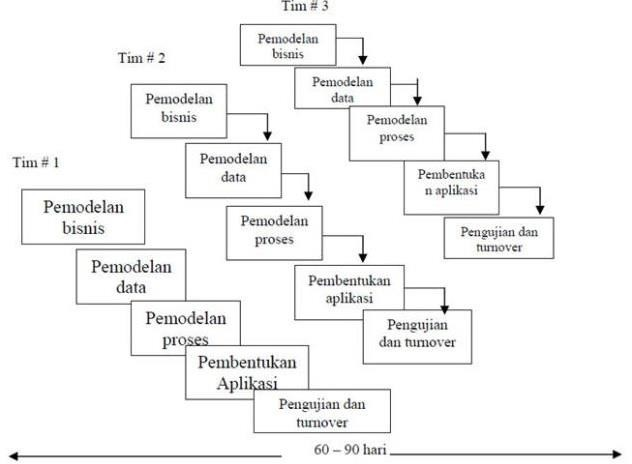 Tim # 3
Pemodelan
bisnis
Pemodelan
data
Pemodelan
proses
Pembentuka
n aplikasi
Pengujian dan
turnover
Tim # 2
Pemodelan
bisnis
Pemodelan
data
Pemodelan
proses
Pembentukan
aplikasi
Pengujian
dan turnover
Tim # 1
Pemodelan
bisnis
Pemodelan
data
Pemodelan
proses
Pembentukan
Aplikasi
Pengujian dan
turnover
60 – 90 hari